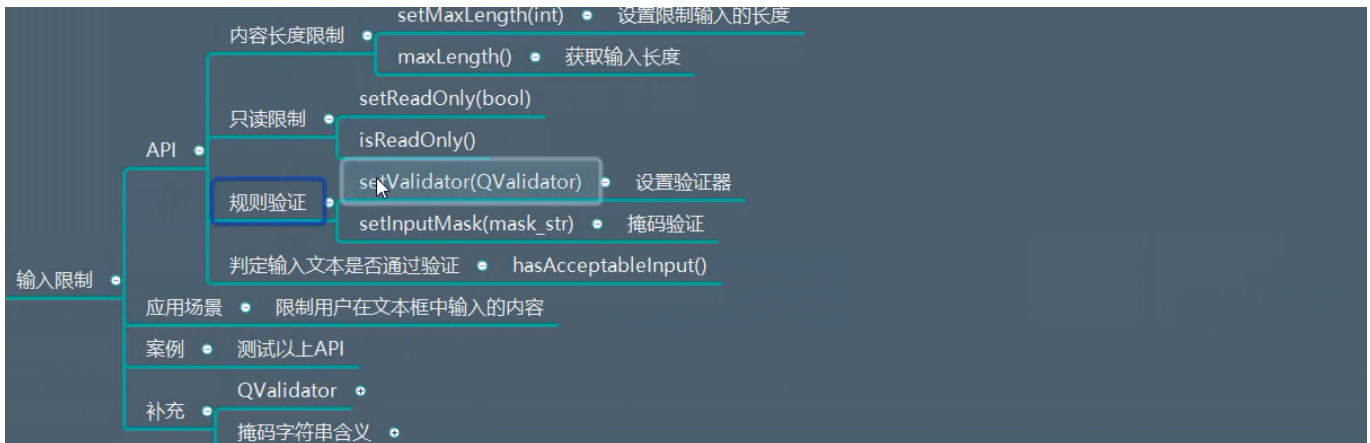 setMaxLength(int) 设置限制输入的长度
内容长度限制
maxLength() 获取输入长度
setReadOnly(bool)
只读限制
isReadOnly()
API
setValidator(QValidator) 设置验证器
规则验证
setInputMask(mask_str) 掩码验证
判定输入文本是否通过验证 hasAcceptableInput()
输入限制
应用场景 限制用户在文本框中输入的内容
案例 测试以上API
QValidator
补充
掩码字符串含义